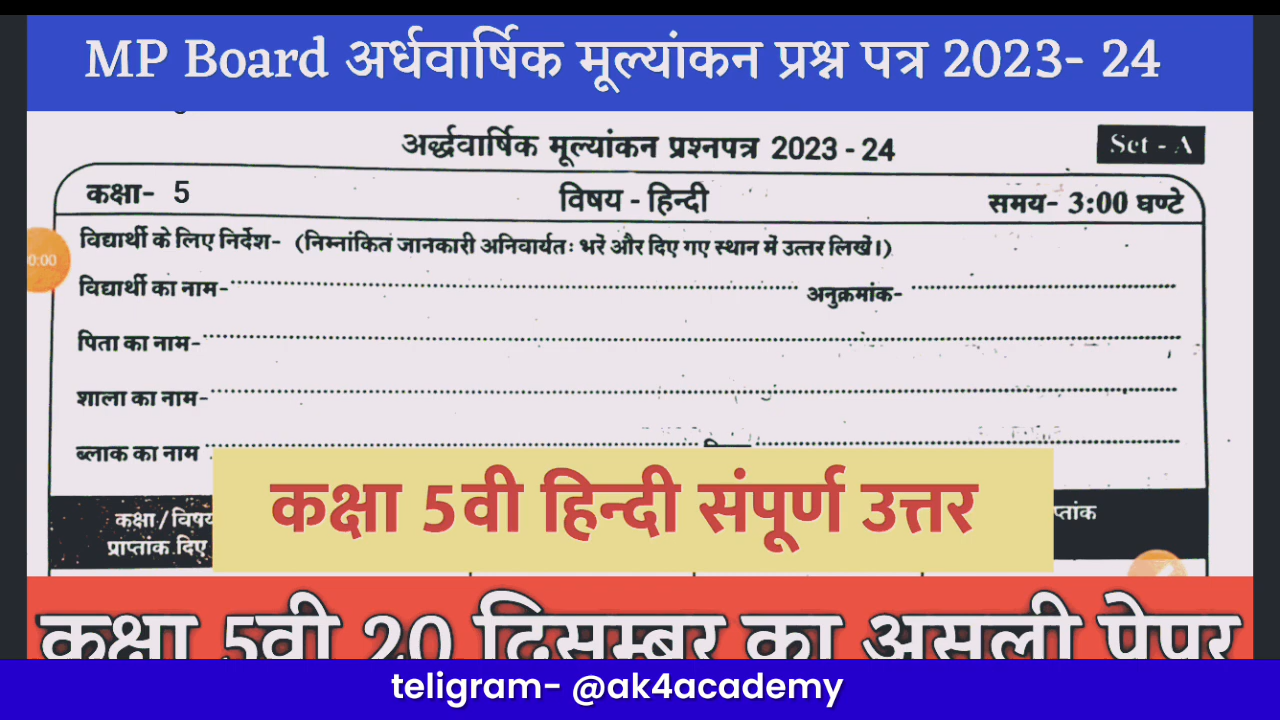 MP Board अर्धवार्षिक मूल्यांकन प्रश्न पत्र 2023- 24
अर्द्धवार्षिक मूल्यांकन प्रश्नपत्र 2023 - 24
Set - A
कक्षा- 5 विषय - हिन्दी समय- 3:00 घण्टे
विद्यार्थी के लिए निर्देश- (निम्नांकित जानकारी अनिवार्यतः भरें और दिए गए स्थान में उत्तर लिखें।)
00:00
विद्यार्थी का नाम- अनुक्रमांक-
पिता का नाम-
शाला का नाम-
ब्लाक का नाम
कक्षा 5वी हिन्दी संपूर्ण उत्तर
कक्षा/विषय
प्राप्तांक दिए
कक्षा 5वी 20 दिसम्बर का असली पेपर
teligram- @ak4academy